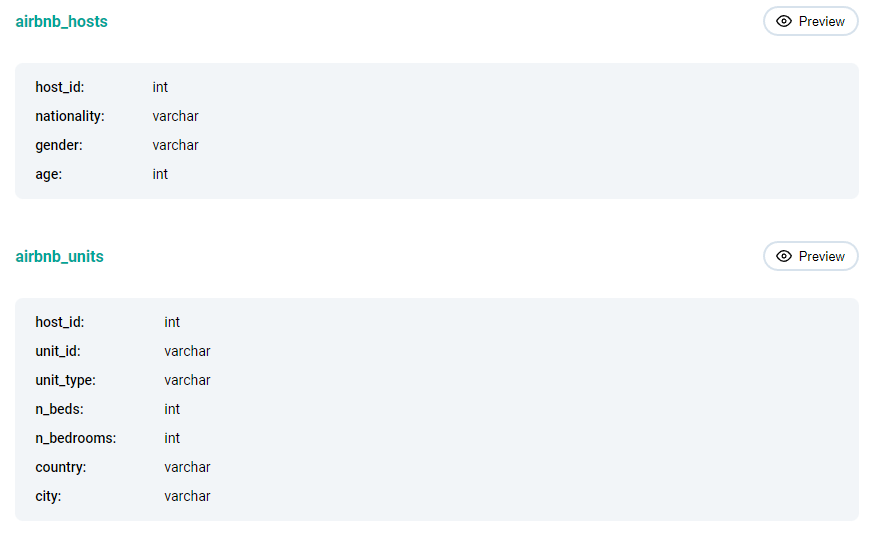 airbnb_hosts
Preview
host_id: int
nationality: varchar
gender: varchar
age: int
airbnb_units
Preview
host_id: int
unit_id: varchar
unit_type: varchar
n_beds: int
n_bedrooms: int
country: varchar
city: varchar